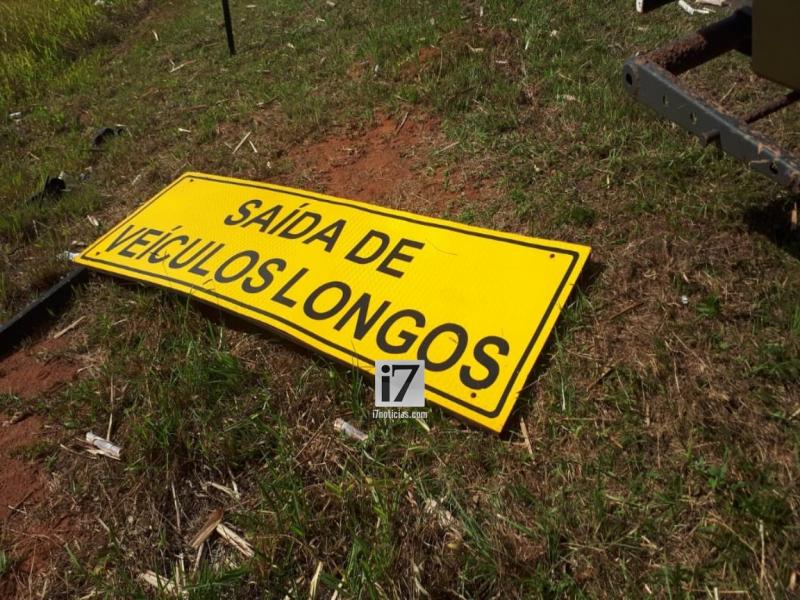 SAÍDA DE
VEÍCULOS LONGOS
i7
i7noticias.com